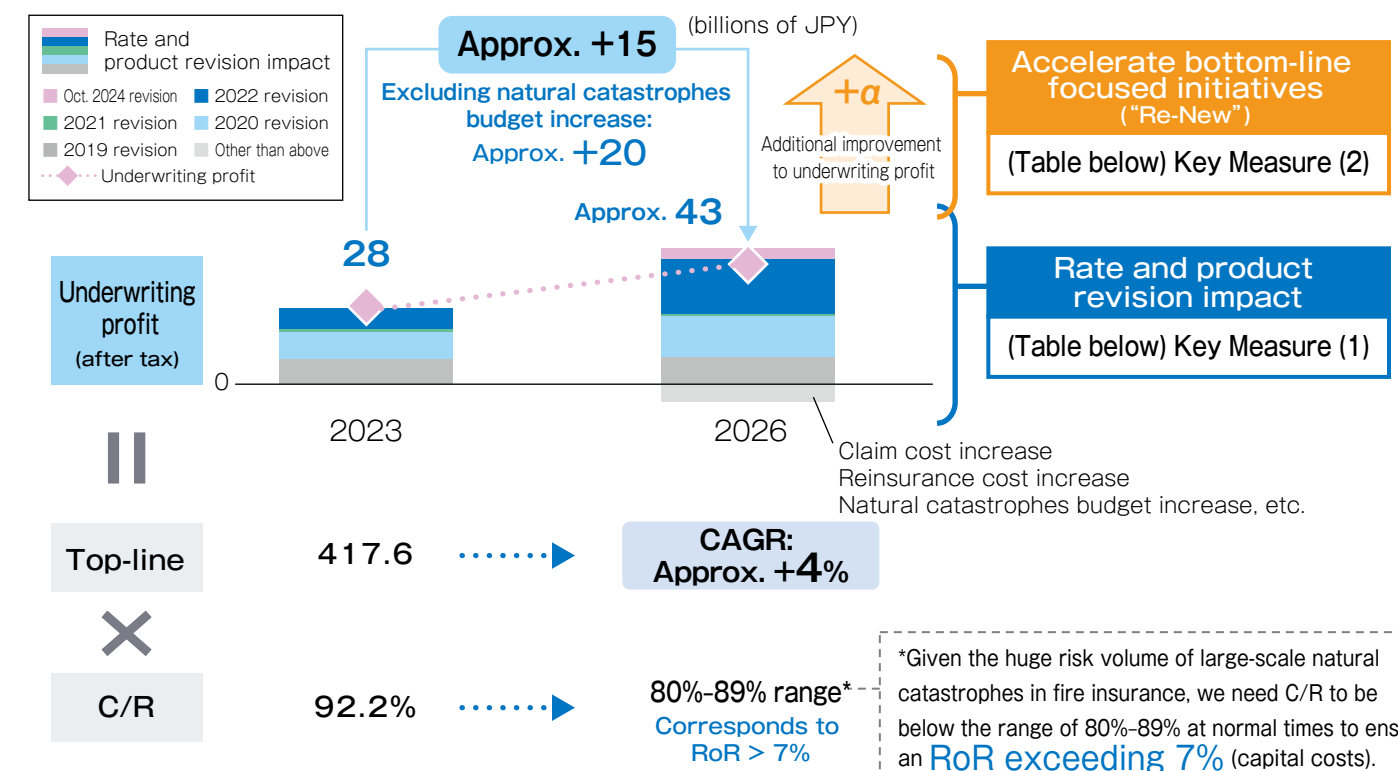 Rate and
product revision impact
Oct. 2024 revision
2022 revision
2021 revision
2020 revision
2019 revision
Other than above
Underwriting profit
Approx. +15
(billions of JPY)
Excluding natural catastrophes
budget increase:
Approx. +20
Approx. 43
28
+α
Additional improvement
to underwriting profit
Accelerate bottom-line
focused initiatives
("Re-New")
(Table below) Key Measure (2)
Rate and product
revision impact
(Table below) Key Measure (1)
Underwriting
profit
(after tax)
0
2023
2026
Claim cost increase
Reinsurance cost increase
Natural catastrophes budget increase, etc.
Top-line
417.6
CAGR:
Approx. +4%
C/R
92.2%
80%–89% range*
Corresponds to
RoR > 7%
*Given the huge risk volume of large-scale natural
catastrophes in fire insurance, we need C/R to be
below the range of 80%–89% at normal times to ens
an RoR exceeding 7% (capital costs).